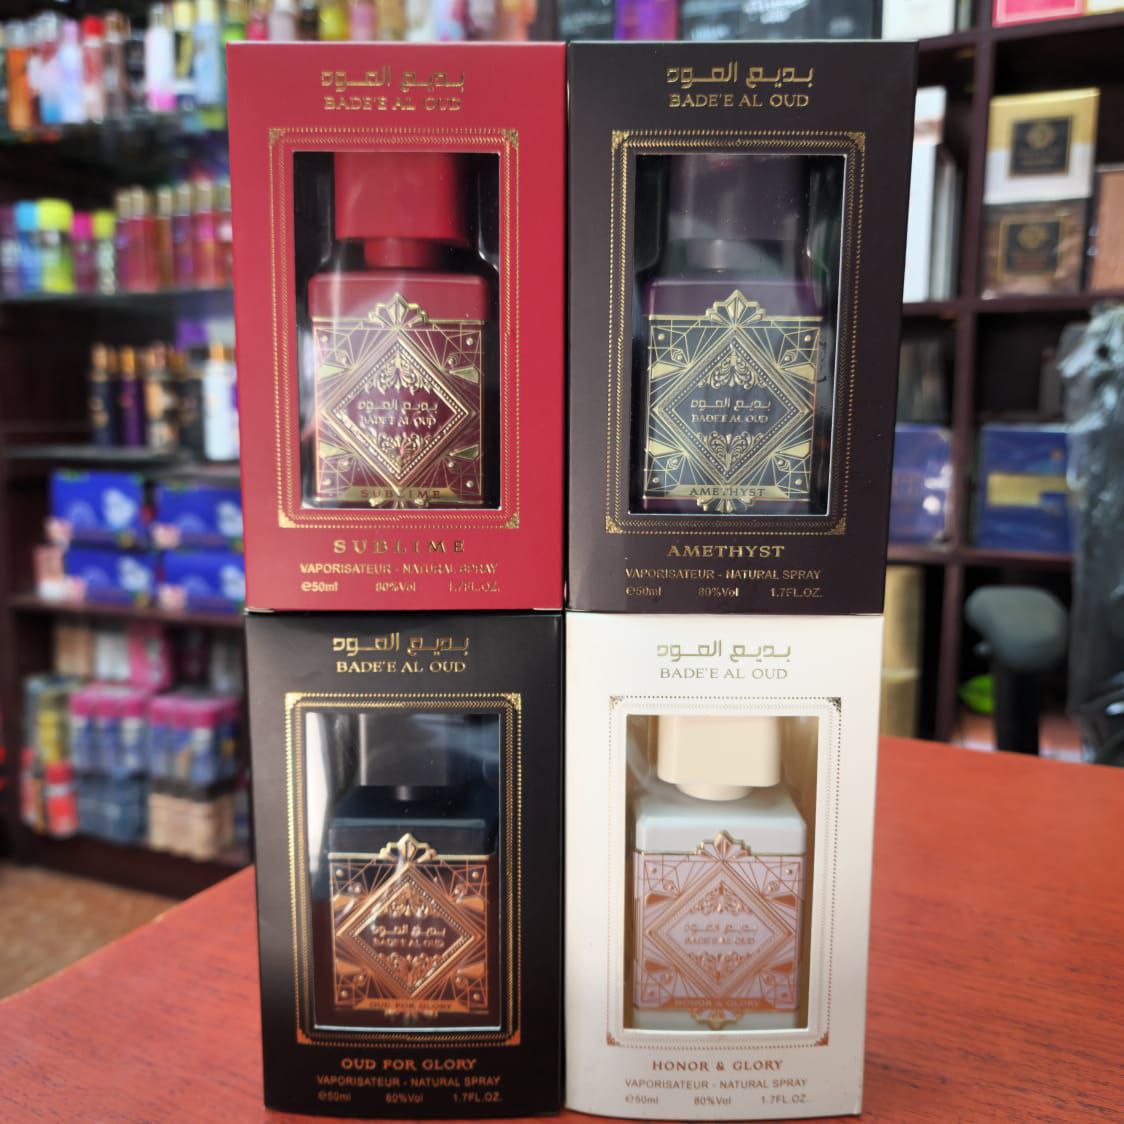 بديع العود
BADE'E AL OUD
بديع العود
BADE'E AL OUD
SUBLIME
SUBLIME
VAPORISATEUR - NATURAL SPRAY
℮50ml 80%Vol 1.7FL.OZ.
بديع العود
BADE'E AL OUD
بديع العود
BADE'E AL OUD
AMETHYST
AMETHYST
VAPORISATEUR - NATURAL SPRAY
℮50ml 80%Vol 1.7FL.OZ.
بديع العود
BADE'E AL OUD
بديع العود
BADE'E AL OUD
OUD FOR GLORY
OUD FOR GLORY
VAPORISATEUR - NATURAL SPRAY
℮50ml 80%Vol 1.7FL.OZ.
بديع العود
BADE'E AL OUD
بديع العود
BADE'E AL OUD
HONOR & GLORY
HONOR & GLORY
VAPORISATEUR - NATURAL SPRAY
℮50ml 80%Vol 1.7FL.OZ.